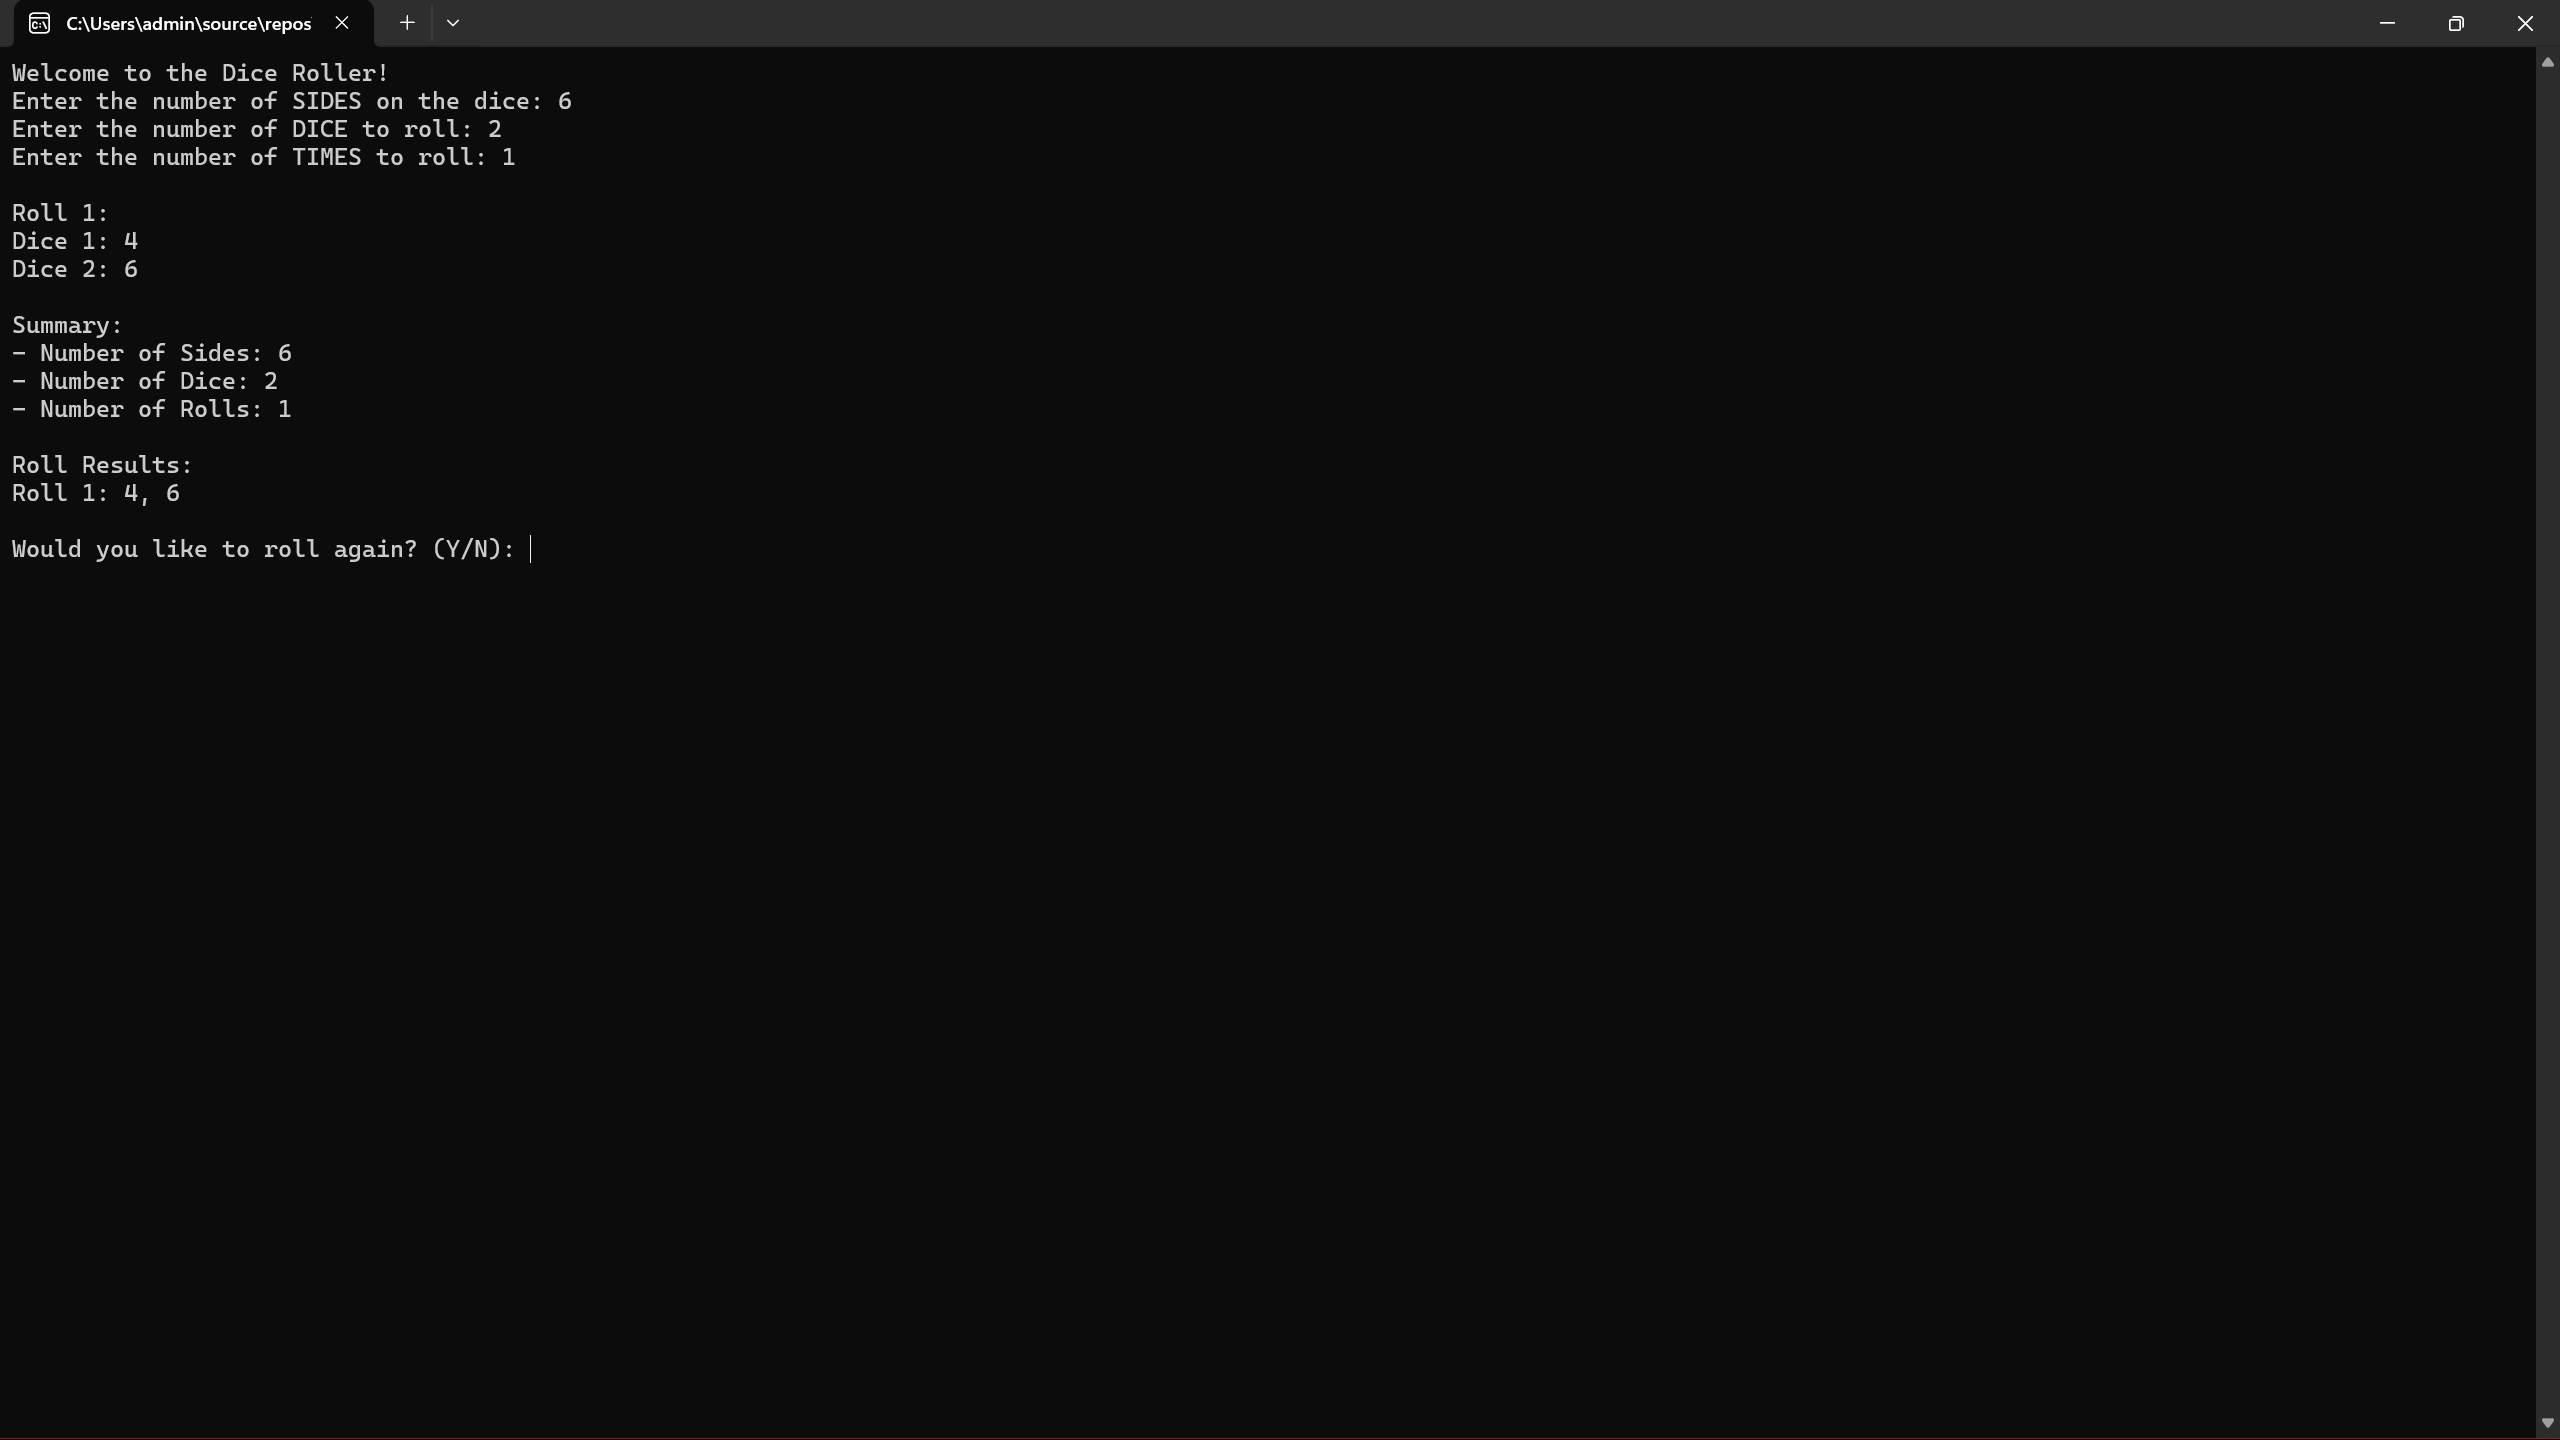 C:\Users\admin\source\repos
Welcome to the Dice Roller!
Enter the number of SIDES on the dice: 6
Enter the number of DICE to roll: 2
Enter the number of TIMES to roll: 1
Roll 1:
Dice 1: 4
Dice 2: 6
Summary:
- Number of Sides: 6
- Number of Dice: 2
- Number of Rolls: 1
Roll Results:
Roll 1: 4, 6
Would you like to roll again? (Y/N):